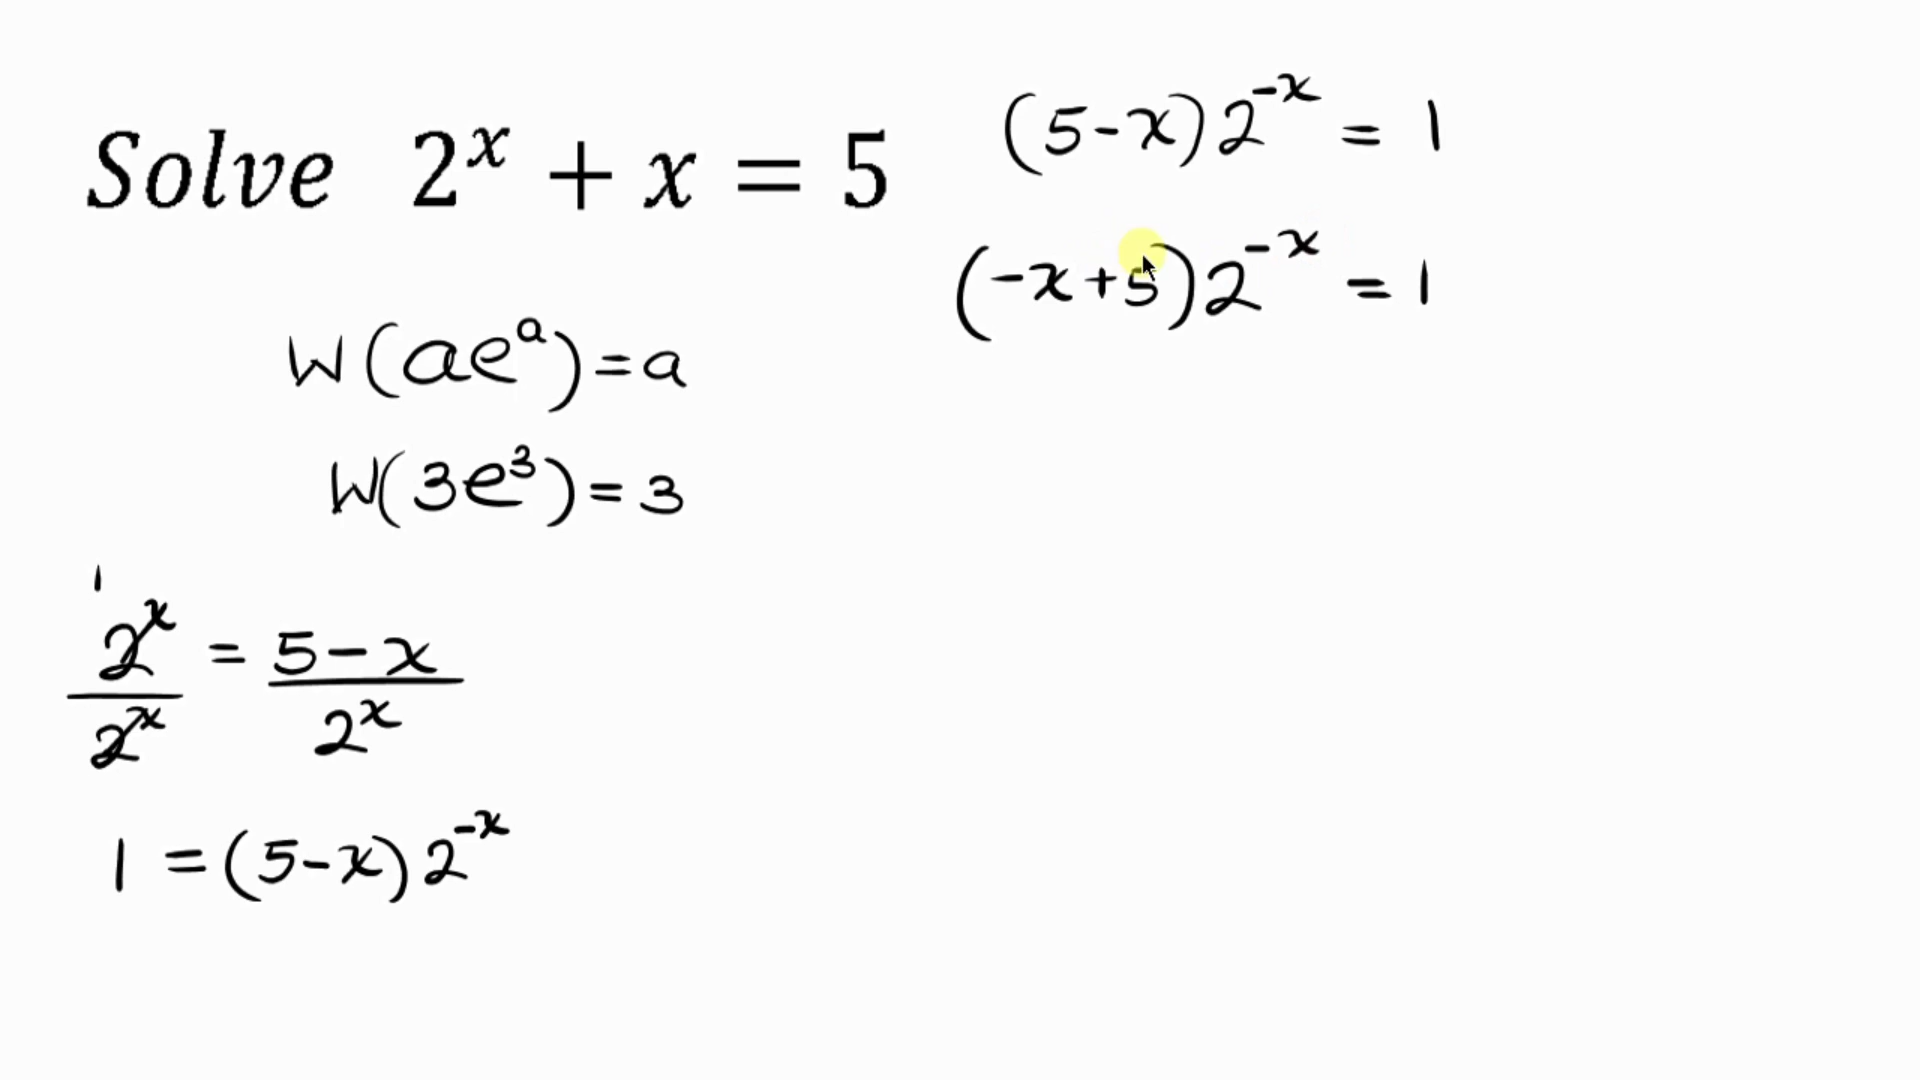 Solve 2^x + x = 5
W(ae^a) = a
W(3e^3) = 3
1
2^x/2^x = (5-x)/2^x
1 = (5-x)2^-x
(5-x)2^-x = 1
(-x+5)2^-x = 1